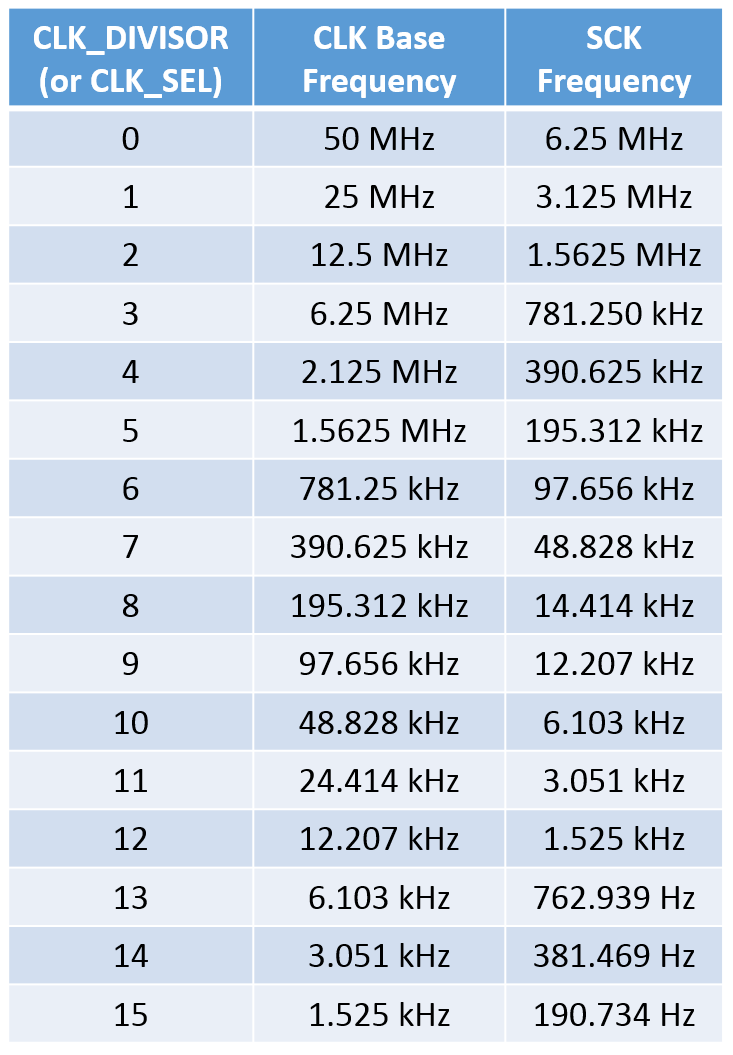 CLK_DIVISOR CLK Base SCK
(or CLK_SEL) Frequency Frequency
0 50 MHz 6.25 MHz
1 25 MHz 3.125 MHz
2 12.5 MHz 1.5625 MHz
3 6.25 MHz 781.250 kHz
4 2.125 MHz 390.625 kHz
5 1.5625 MHz 195.312 kHz
6 781.25 kHz 97.656 kHz
7 390.625 kHz 48.828 kHz
8 195.312 kHz 14.414 kHz
9 97.656 kHz 12.207 kHz
10 48.828 kHz 6.103 kHz
11 24.414 kHz 3.051 kHz
12 12.207 kHz 1.525 kHz
13 6.103 kHz 762.939 Hz
14 3.051 kHz 381.469 Hz
15 1.525 kHz 190.734 Hz